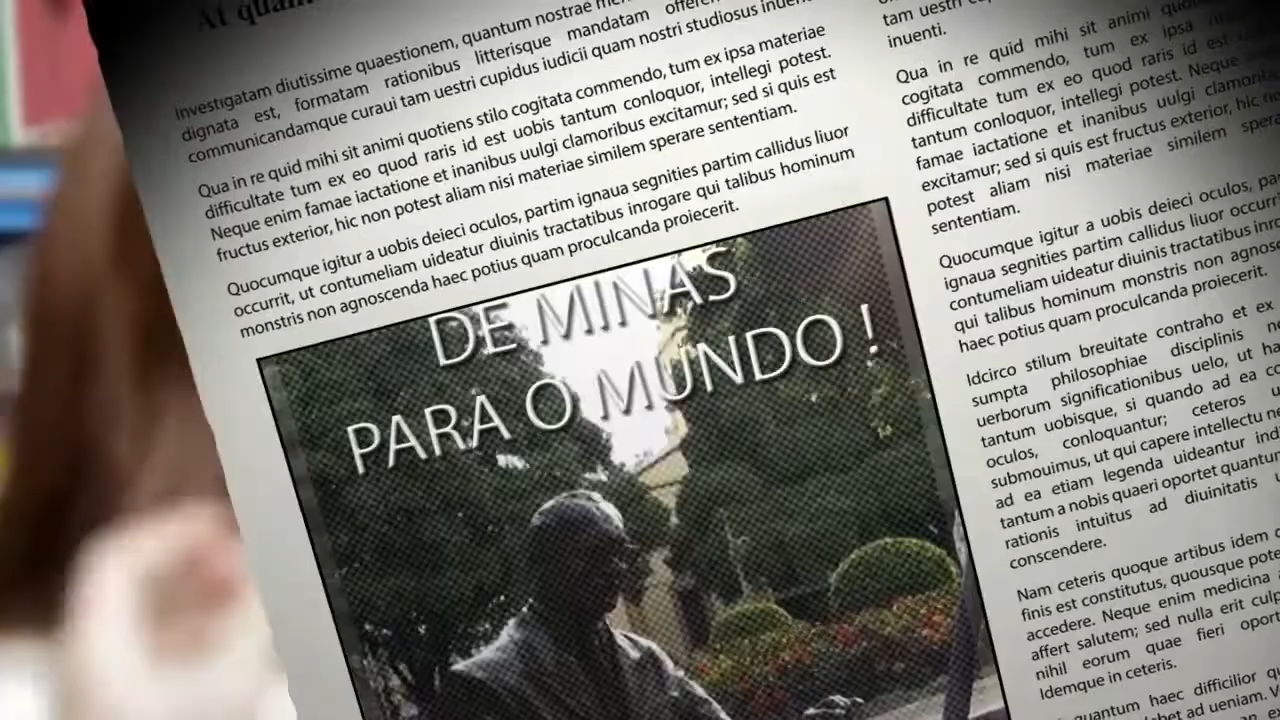 At quam
Investigatam diutissime quaestionem, quantum nostrae
dignata est, formatam rationibus litterisque mandatam
communicandamque curaui tam uestri cupidus iudicii quam nostri studiosus
Qua in re quid mihi sit animi quotiens stilo cogitata commendo, tum ex ipsa materiae
difficultate tum ex eo quod raris id est uobis tantum conloquor, intellegi potest.
Neque enim famae iactatione et inanibus uulgi clamoribus excitamur; sed si quis est
fructus exterior, hic non potest aliam nisi materiae similem sperare sententiam.
Quocumque igitur a uobis deieci oculos, partim ignaua segnities partim callidus liuor
occurrit, ut contumeliam uideatur diuinis tractatibus inrogare qui talibus hominum
monstris non agnoscenda haec potius quam proculcanda proiecerit.
DE MINAS
PARA O MUNDO !
tam uestri
inuenti.
Qua in re quid mihi sit animi
cogitata commendo, tum ex ipsa
difficultate tum ex eo quod raris id est
tantum conloquor, intellegi potest. Neque
famae iactatione et inanibus uulgi
excitamur; sed si quis est fructus exterior, hic
potest aliam nisi materiae similem
sententiam.
Quocumque igitur a uobis deieci oculos,
ignaua segnities partim callidus liuor
contumeliam uideatur diuinis tractatibus
qui talibus hominum monstris non
haec potius quam proculcanda proiecerit.
Idcirco stilum breuitate contraho et ex
sumpta philosophiae disciplinis
uerborum significationibus uelo, ut
tantum uobisque, si quando ad ea
oculos, conloquantur; ceteros
submouimus, ut qui capere intellectu
ad ea etiam legenda uideantur
tantum a nobis quaeri oportet
rationis intuitus ad diuinitatis
conscendere.
Nam ceteris quoque artibus idem
finis est constitutus, quousque
accedere. Neque enim medicina
affert salutem; sed nulla erit
nihil eorum quae fieri
Idemque in ceteris.
quantum haec difficilior
ad ueniam.